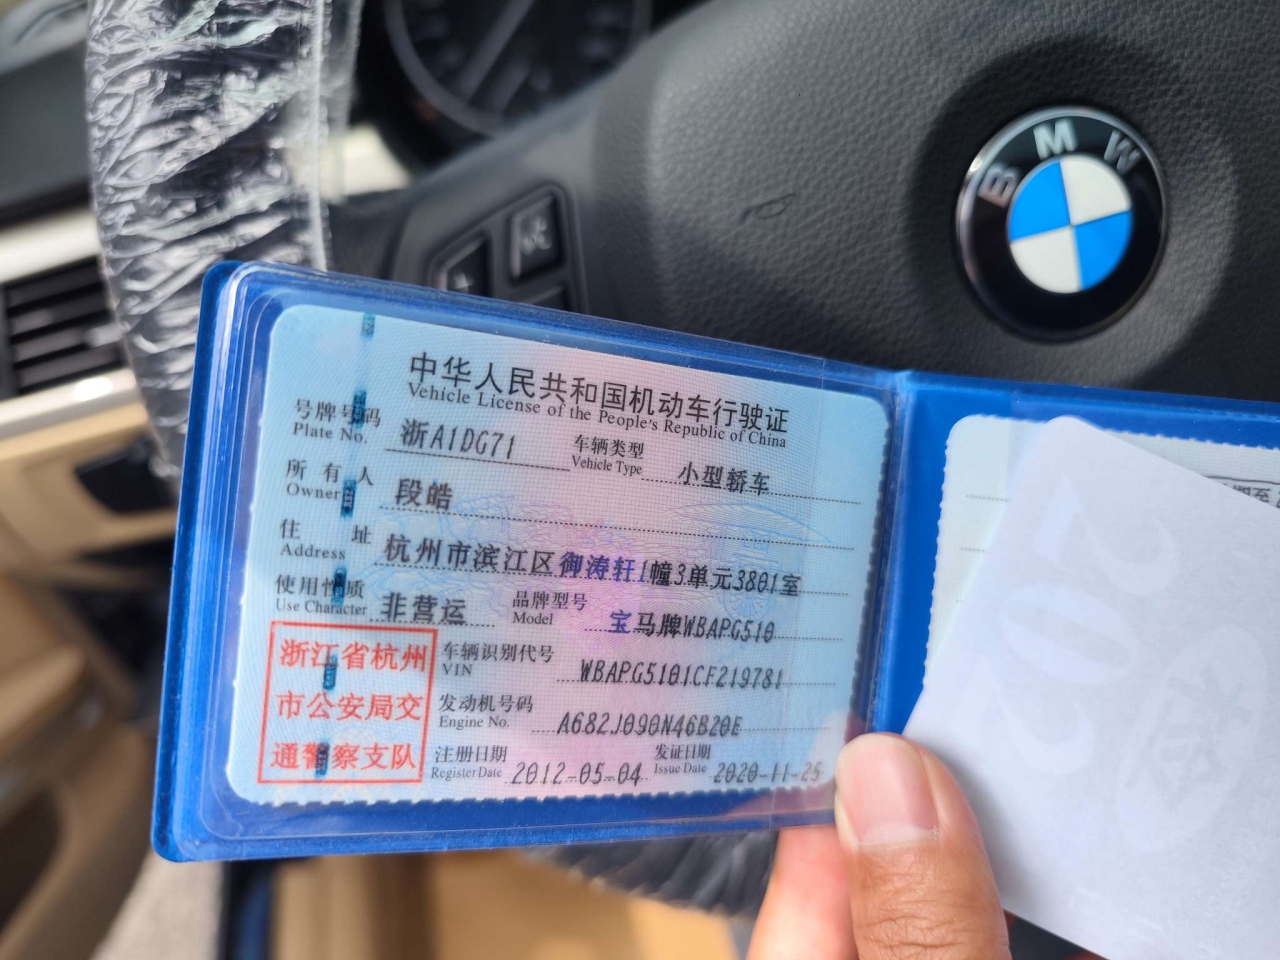 BMW
中华人民共和国机动车行驶证
Vehicle License of the People's Republic of China
号牌号码 浙A1DG71 车辆类型 小型轿车
Plate No. Vehicle Type
所有人 段皓
Owner
住址 杭州市滨江区御涛轩1幢3单元3801室
Address
使用性质 非营运 品牌型号 宝马牌WBAPG510
Use Character Model
浙江省杭州
市公安局交
通警察支队
车辆识别代号 WBAPG5101CF219781
VIN
发动机号码 A682J090N46B20E
Engine No.
注册日期 2012-05-04 发证日期 2020-11-25
Register Date Issue Date